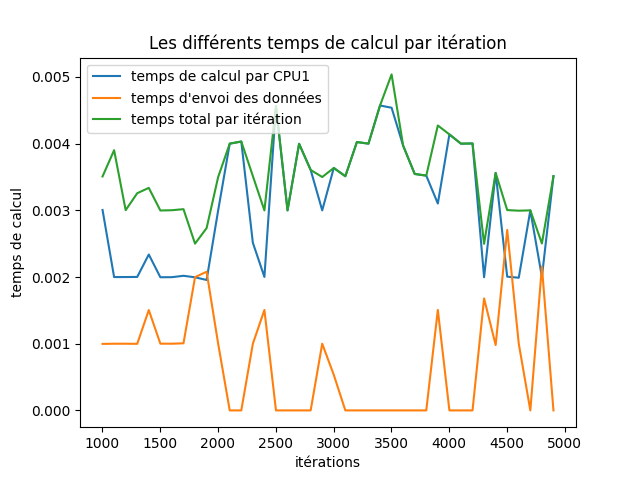 Les différents temps de calcul par itération
temps de calcul par CPU1
temps d'envoi des données
temps total par itération
temps de calcul
0.005
0.004
0.003
0.002
0.001
0.000
1000 1500 2000 2500 3000 3500 4000 4500 5000
itérations